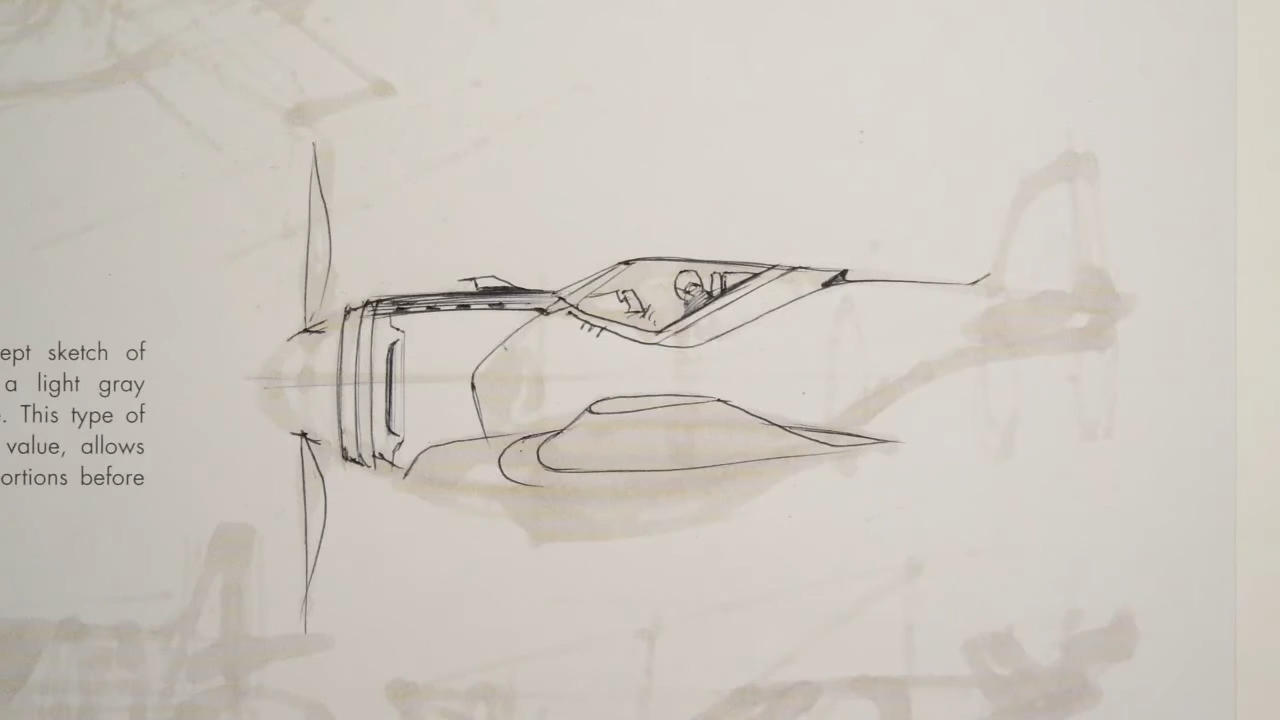 ept sketch of
a light gray
. This type of
value, allows
ortions before